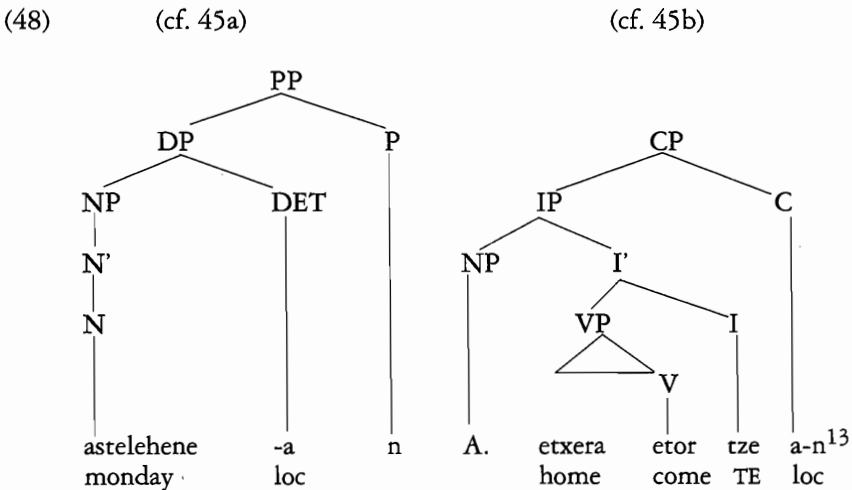 (48) (cf. 45a) (cf. 45b)
PP
DP P CP
NP DET IP C
N' NP I'
N VP I
V
astelehene -a n A. etxera etor tze a-n13
monday loc home come TE loc